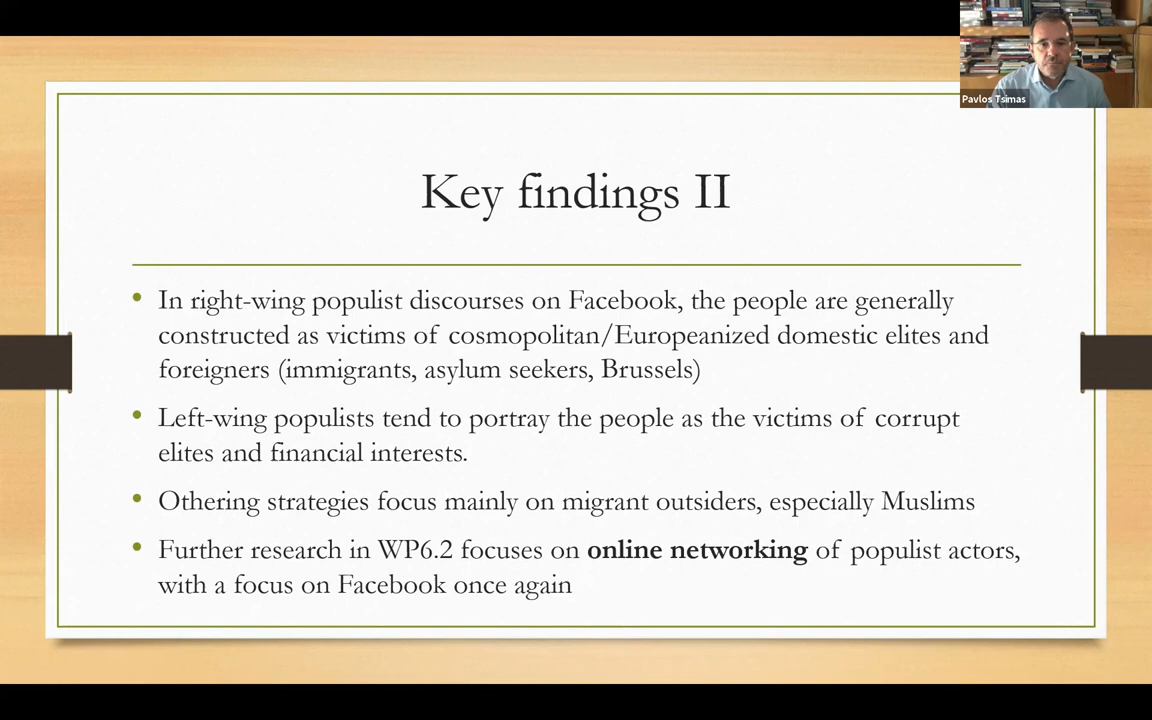 Pavlos Tsimas
Key findings II
• In right-wing populist discourses on Facebook, the people are generally
constructed as victims of cosmopolitan/Europeanized domestic elites and
foreigners (immigrants, asylum seekers, Brussels)
• Left-wing populists tend to portray the people as the victims of corrupt
elites and financial interests.
• Othering strategies focus mainly on migrant outsiders, especially Muslims
• Further research in WP6.2 focuses on online networking of populist actors,
with a focus on Facebook once again